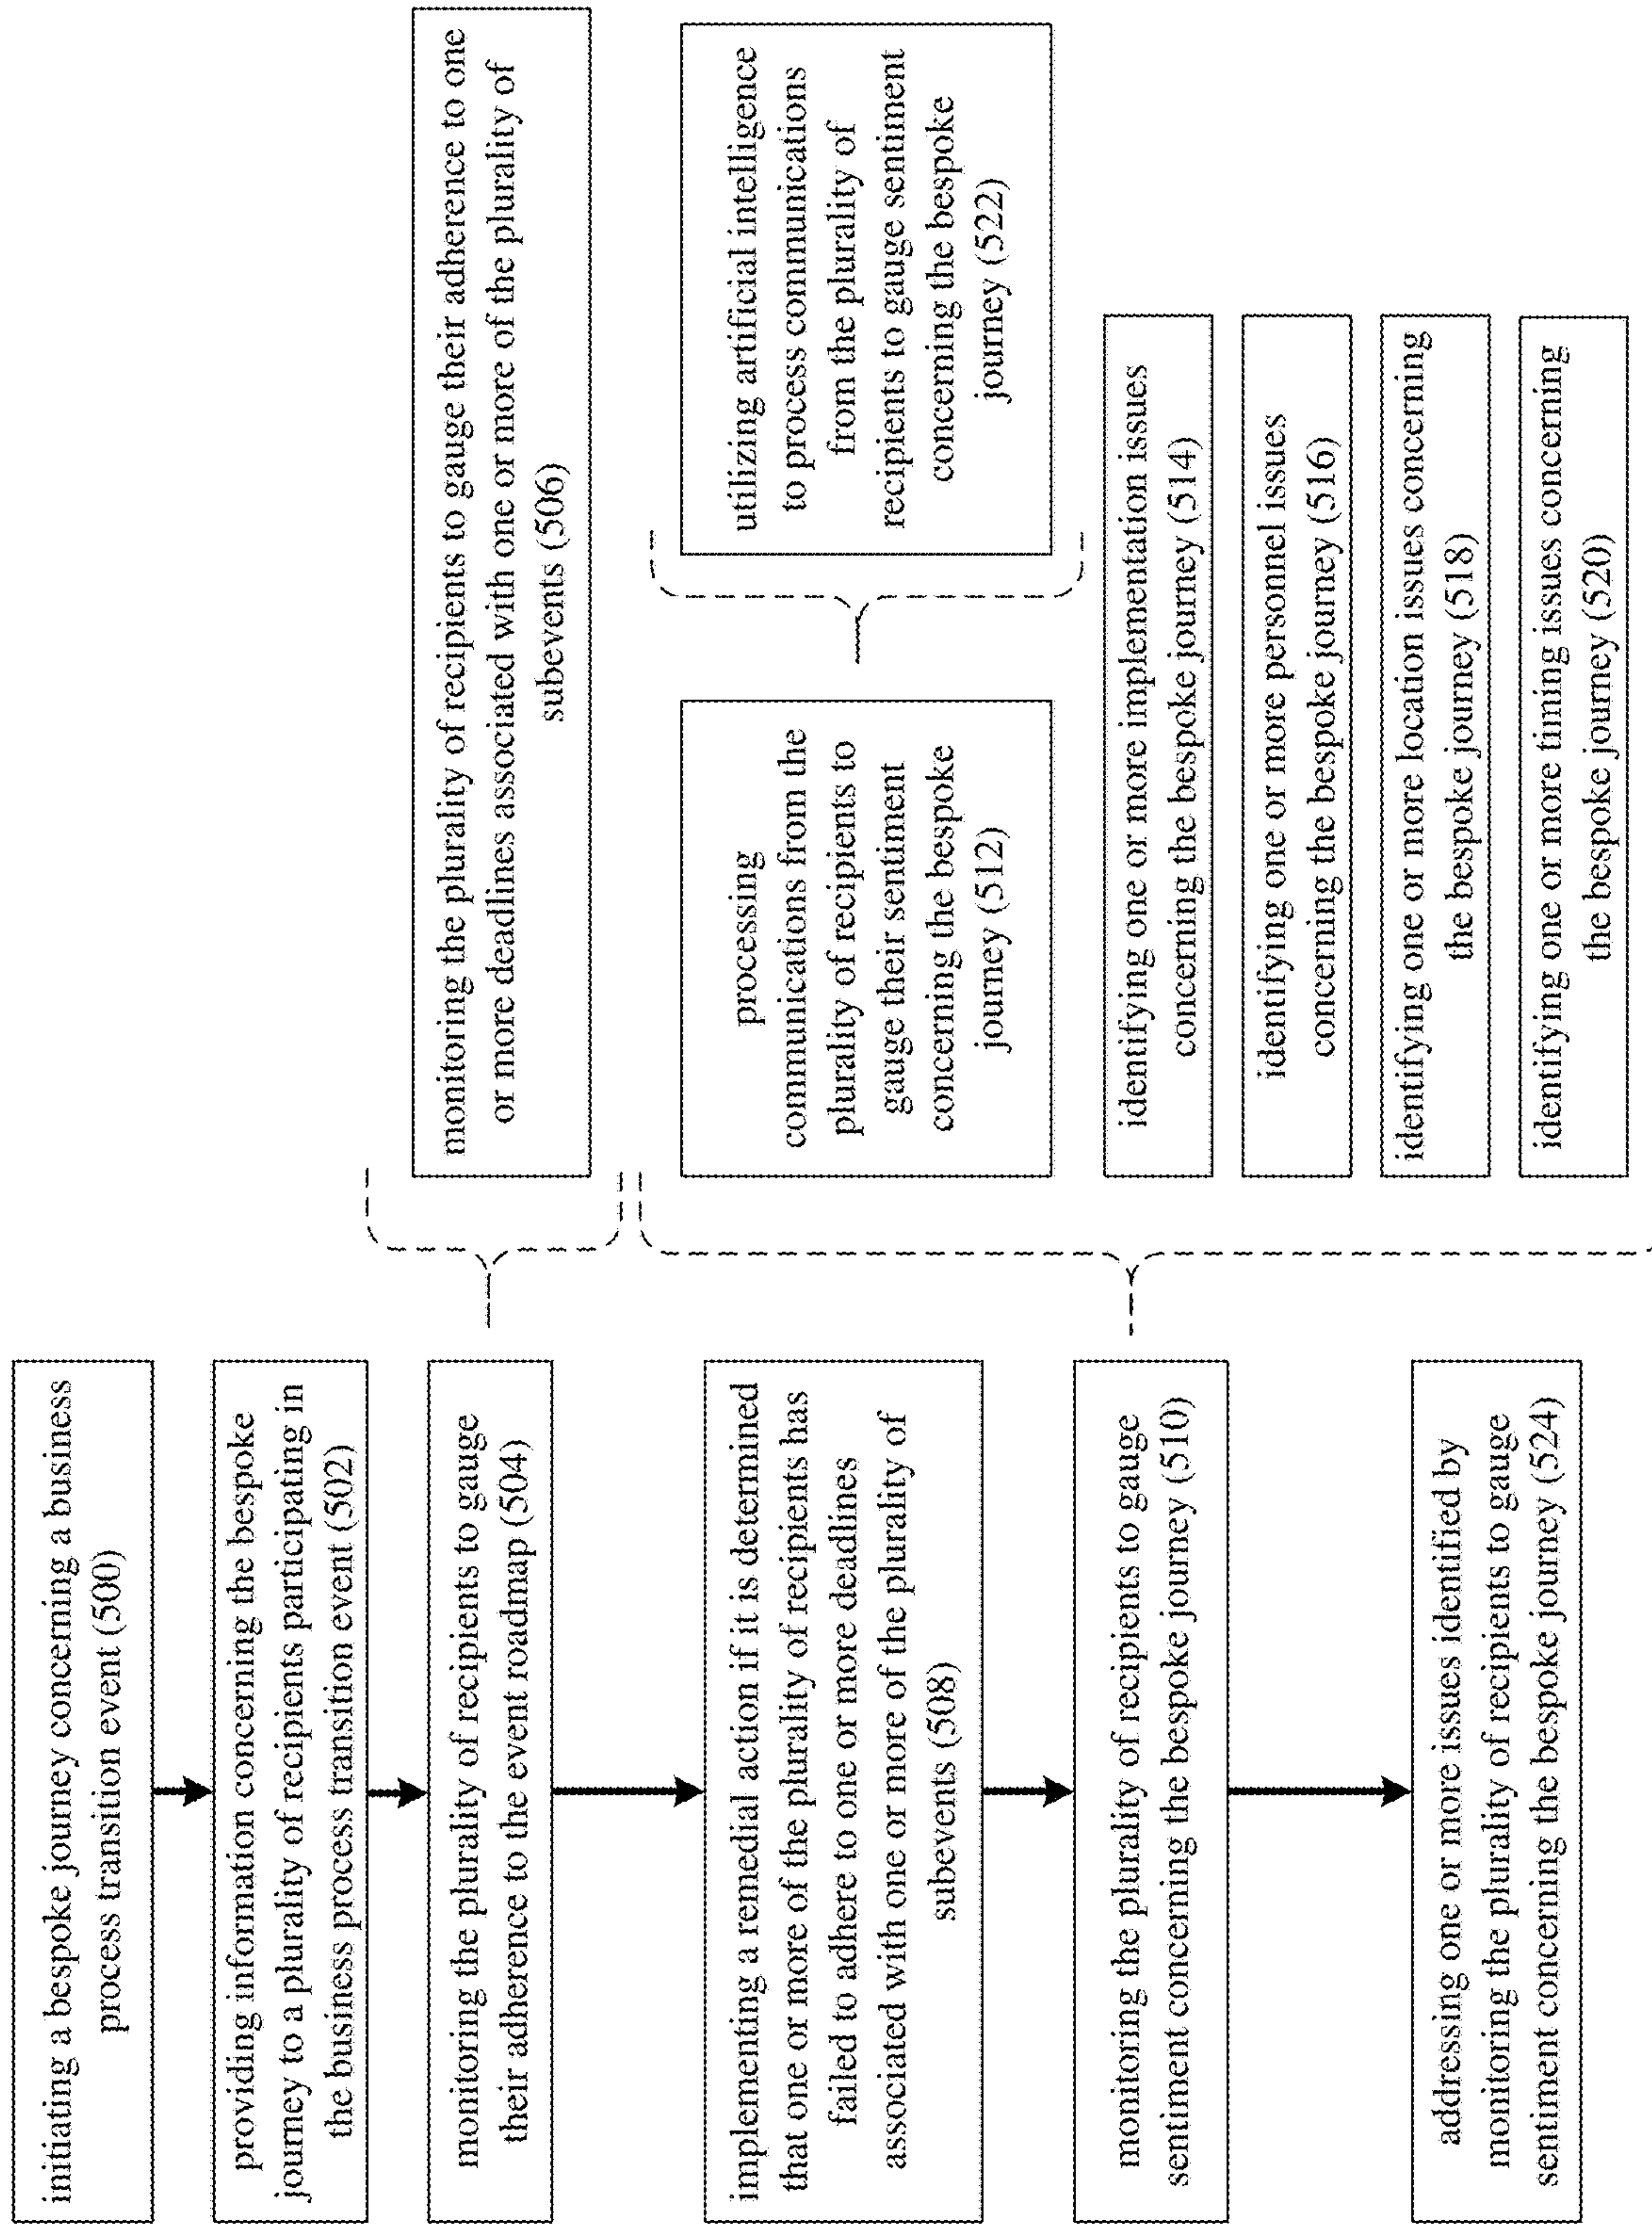 initiating a bespoke journey concerning a business
process transition event (500)
providing information concerning the bespoke
journey to a plurality of recipients participating in
the business process transition event (502)
monitoring the plurality of recipients to gauge
their adherence to the event roadmap (504)
monitoring the plurality of recipients to gauge their adherence to one
or more deadlines associated with one or more of the plurality of
subevents (506)
implementing a remedial action if it is determined
that one or more of the plurality of recipients has
failed to adhere to one or more deadlines
associated with one or more of the plurality of
subevents (508)
monitoring the plurality of recipients to gauge
sentiment concerning the bespoke journey (510)
processing
communications from the
plurality of recipients to
gauge their sentiment
concerning the bespoke
journey (512)
utilizing artificial intelligence
to process communications
from the plurality of
recipients to gauge sentiment
concerning the bespoke
journey (522)
identifying one or more implementation issues
concerning the bespoke journey (514)
identifying one or more personnel issues
concerning the bespoke journey (516)
identifying one or more location issues concerning
the bespoke journey (518)
identifying one or more timing issues concerning
the bespoke journey (520)
addressing one or more issues identified by
monitoring the plurality of recipients to gauge
sentiment concerning the bespoke journey (524)